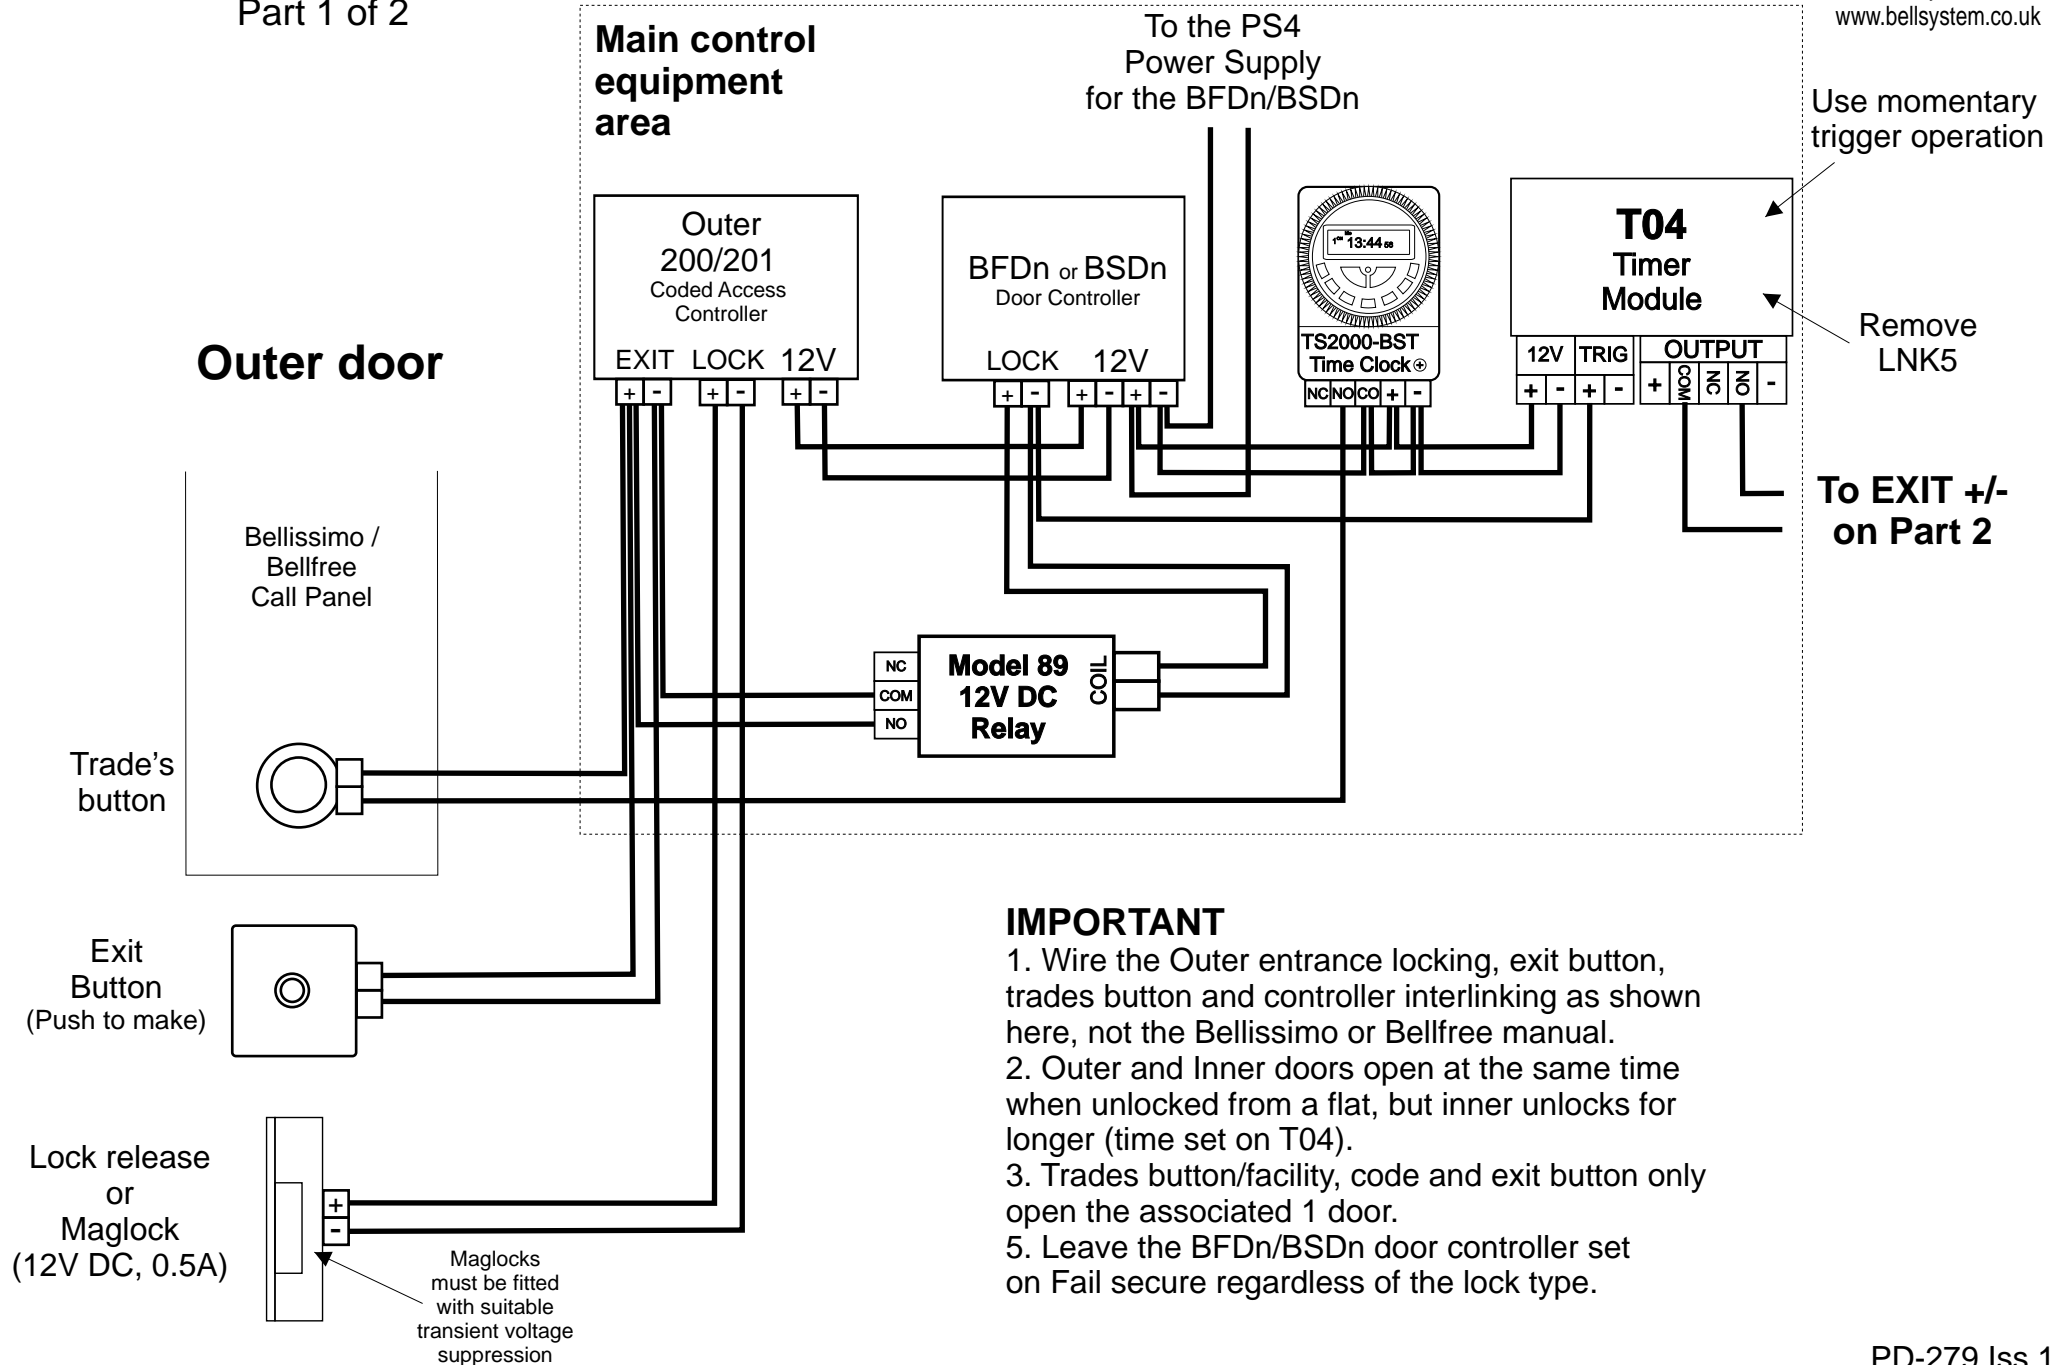 Part 1 of 2
www.bellsystem.co.uk
Main control
equipment
area
To the PS4
Power Supply
for the BFDn/BSDn
Use momentary
trigger operation
Outer
200/201
Coded Access
Controller
EXIT LOCK 12V
+ - + - + -
BFDn or BSDn
Door Controller
LOCK 12V
+ - + - + -
13:44 58
TS2000-BST
Time Clock
NC NO CO + -
T04
Timer
Module
12V TRIG OUTPUT
+ - + - + COM NC NO -
Remove
LNK5
Outer door
To EXIT +/-
on Part 2
Bellissimo /
Bellfree
Call Panel
NC
COM
NO
Model 89
12V DC
Relay
COIL
Trade's
button
Exit
Button
(Push to make)
Lock release
or
Maglock
(12V DC, 0.5A)
+
-
Maglocks
must be fitted
with suitable
transient voltage
suppression
IMPORTANT
1. Wire the Outer entrance locking, exit button,
trades button and controller interlinking as shown
here, not the Bellissimo or Bellfree manual.
2. Outer and Inner doors open at the same time
when unlocked from a flat, but inner unlocks for
longer (time set on T04).
3. Trades button/facility, code and exit button only
open the associated 1 door.
5. Leave the BFDn/BSDn door controller set
on Fail secure regardless of the lock type.
PD-279 Iss 1